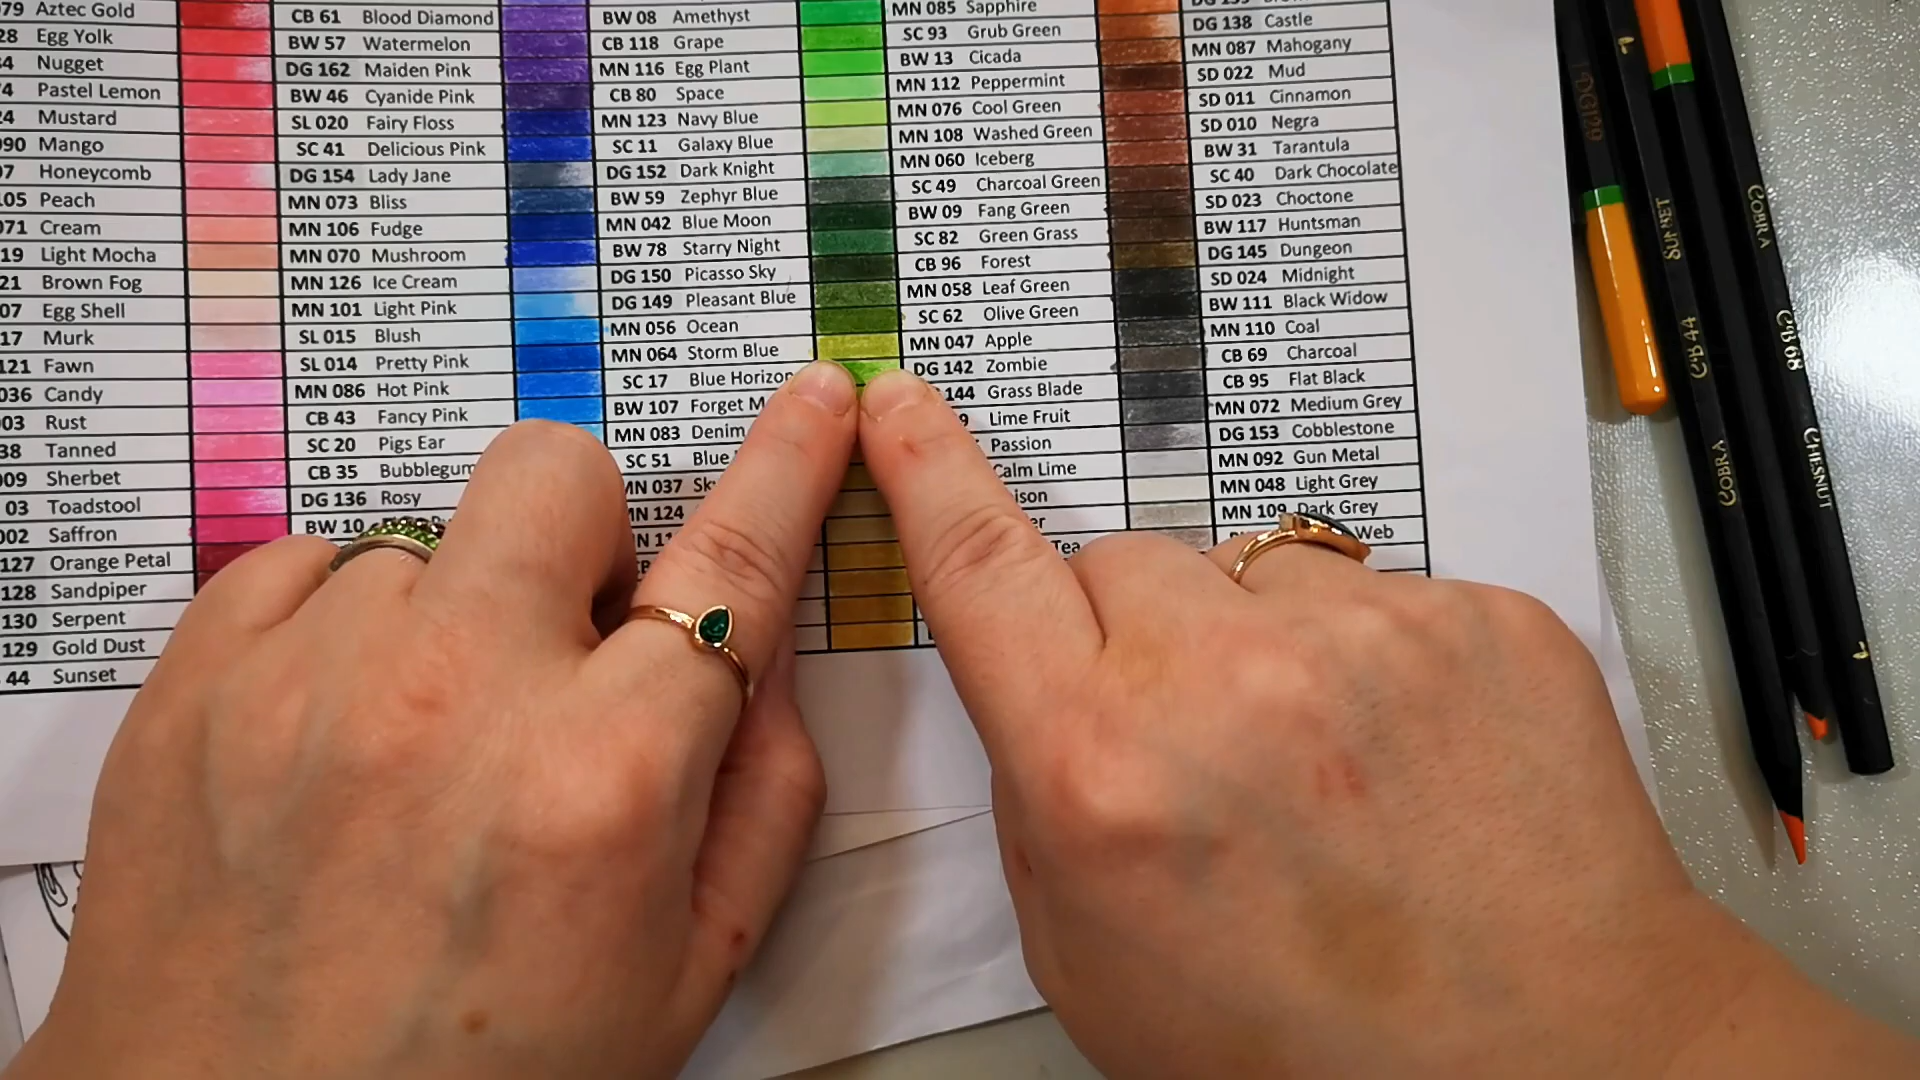 79 Aztec Gold
28 Egg Yolk
4 Nugget
4 Pastel Lemon
24 Mustard
090 Mango
7 Honeycomb
105 Peach
071 Cream
19 Light Mocha
21 Brown Fog
07 Egg Shell
17 Murk
121 Fawn
036 Candy
03 Rust
38 Tanned
009 Sherbet
03 Toadstool
002 Saffron
127 Orange Petal
128 Sandpiper
130 Serpent
129 Gold Dust
44 Sunset
CB 61 Blood Diamond
BW 57 Watermelon
DG 162 Maiden Pink
BW 46 Cyanide Pink
SL 020 Fairy Floss
SC 41 Delicious Pink
DG 154 Lady Jane
MN 073 Bliss
MN 106 Fudge
MN 070 Mushroom
MN 126 Ice Cream
MN 101 Light Pink
SL 015 Blush
SL 014 Pretty Pink
MN 086 Hot Pink
CB 43 Fancy Pink
SC 20 Pigs Ear
CB 35 Bubblegum
DG 136 Rosy
BW 10
BW 08 Amethyst
CB 118 Grape
MN 116 Egg Plant
CB 80 Space
MN 123 Navy Blue
SC 11 Galaxy Blue
DG 152 Dark Knight
BW 59 Zephyr Blue
MN 042 Blue Moon
BW 78 Starry Night
DG 150 Picasso Sky
DG 149 Pleasant Blue
MN 056 Ocean
MN 064 Storm Blue
SC 17 Blue Horizon
BW 107 Forget M
MN 083 Denim
SC 51 Blue
MN 037 Sk
MN 124
MN 085 Sapphire
SC 93 Grub Green
BW 13 Cicada
MN 112 Peppermint
MN 076 Cool Green
MN 108 Washed Green
MN 060 Iceberg
SC 49 Charcoal Green
BW 09 Fang Green
SC 82 Green Grass
CB 96 Forest
MN 058 Leaf Green
SC 62 Olive Green
MN 047 Apple
DG 142 Zombie
144 Grass Blade
9 Lime Fruit
Passion
Calm Lime
ison
er
Tea
DG 138 Castle
MN 087 Mahogany
SD 022 Mud
SD 011 Cinnamon
SD 010 Negra
BW 31 Tarantula
SC 40 Dark Chocolate
SD 023 Choctone
BW 117 Huntsman
DG 145 Dungeon
SD 024 Midnight
BW 111 Black Widow
MN 110 Coal
CB 69 Charcoal
CB 95 Flat Black
MN 072 Medium Grey
DG 153 Cobblestone
MN 092 Gun Metal
MN 048 Light Grey
MN 109 Dark Grey
Web
SUNSET CB 44 COBRA
COBRA CB 68 CHESNUT